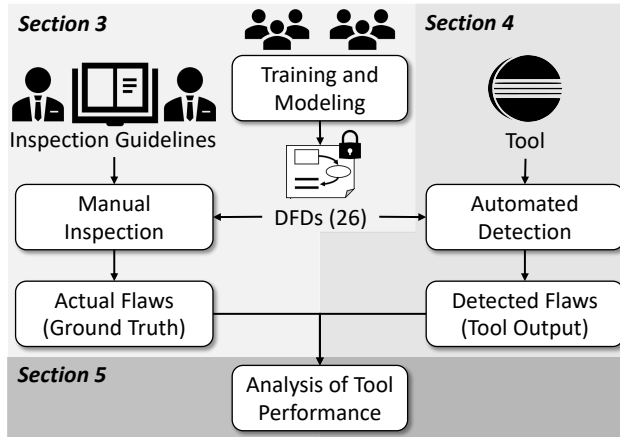 Section 3
Section 4
Training and
Modeling
Inspection Guidelines
Tool
Manual
Inspection
DFDs (26)
Automated
Detection
Actual Flaws
(Ground Truth)
Detected Flaws
(Tool Output)
Section 5
Analysis of Tool
Performance